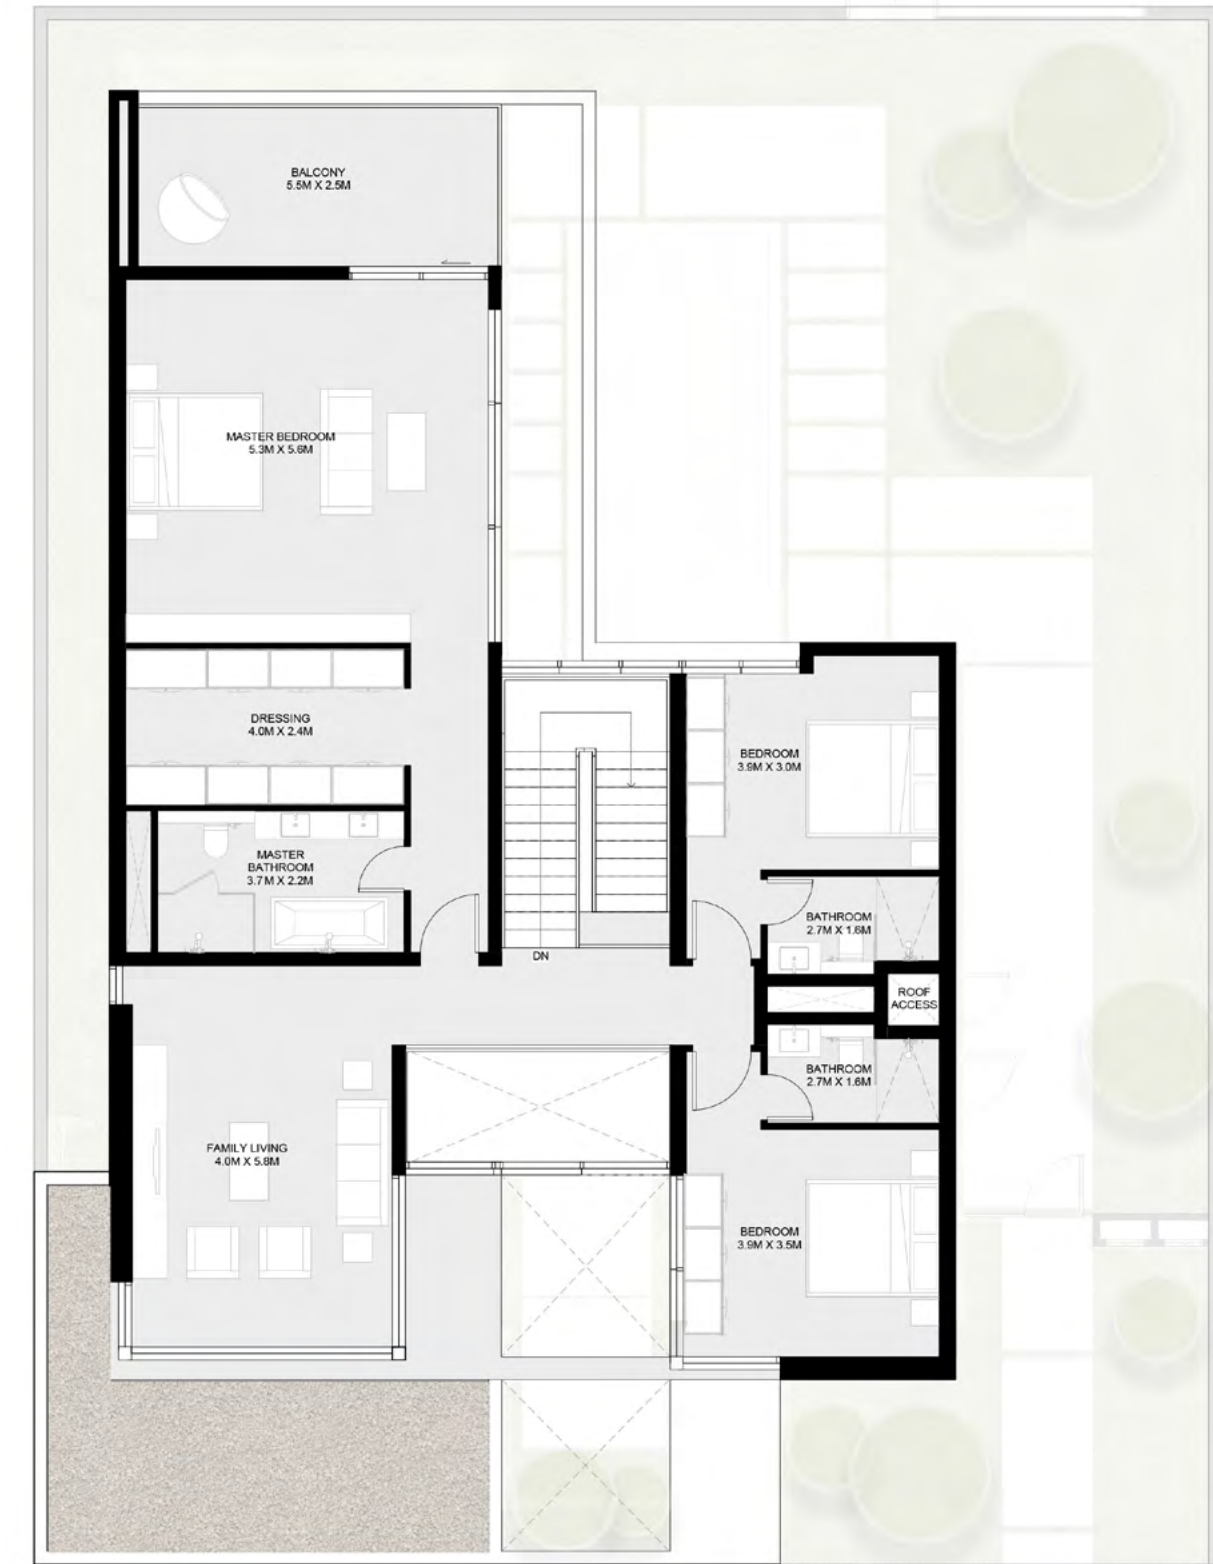 BALCONY
5.5M X 2.5M
MASTER BEDROOM
5.3M X 5.6M
DRESSING
4.0M X 2.4M
BEDROOM
3.9M X 3.0M
MASTER
BATHROOM
3.7M X 2.2M
BATHROOM
2.7M X 1.6M
DN
ROOF
ACCESS
BATHROOM
2.7M X 1.6M
FAMILY LIVING
4.0M X 5.8M
BEDROOM
3.9M X 3.5M